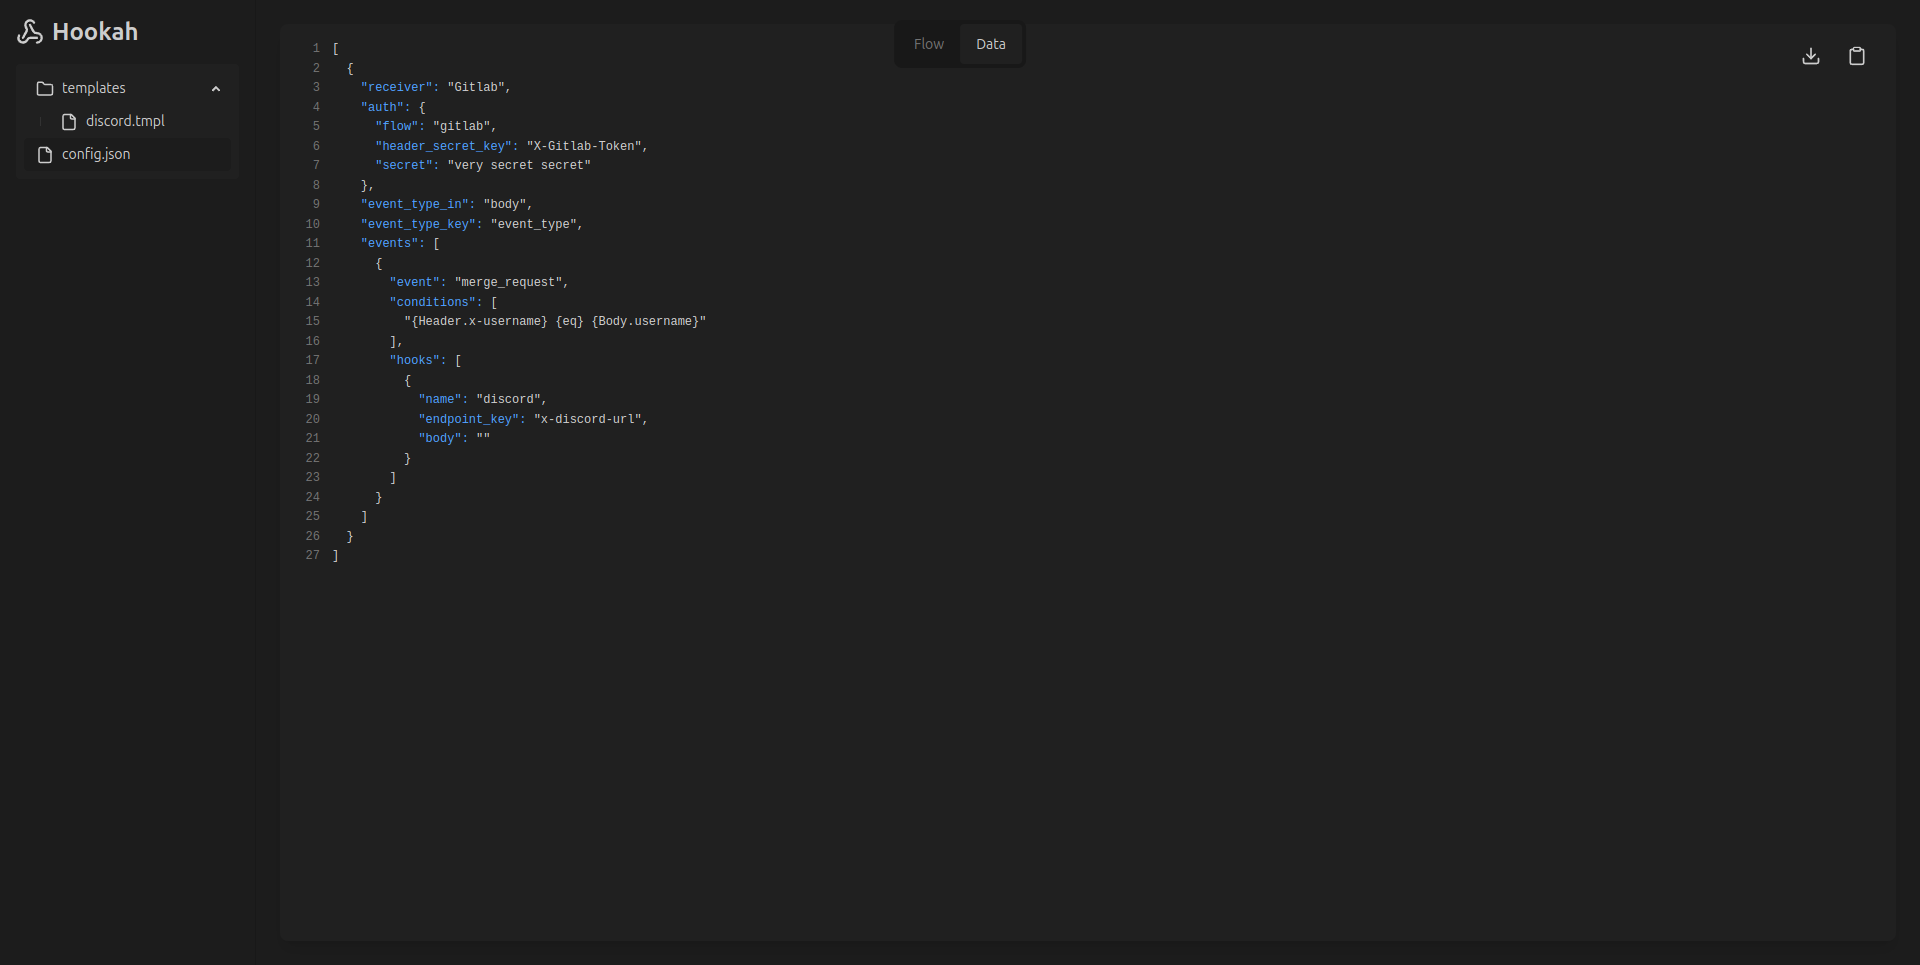 Hookah
templates
discord.tmpl
config.json
Flow
Data
1 [
2   {
3     "receiver": "Gitlab",
4     "auth": {
5       "flow": "gitlab",
6       "header_secret_key": "X-Gitlab-Token",
7       "secret": "very secret secret"
8     },
9     "event_type_in": "body",
10     "event_type_key": "event_type",
11     "events": [
12       {
13         "event": "merge_request",
14         "conditions": [
15           "{Header.x-username} {eq} {Body.username}"
16         ],
17         "hooks": [
18           {
19             "name": "discord",
20             "endpoint_key": "x-discord-url",
21             "body": ""
22           }
23         ]
24       }
25     ]
26   }
27 ]